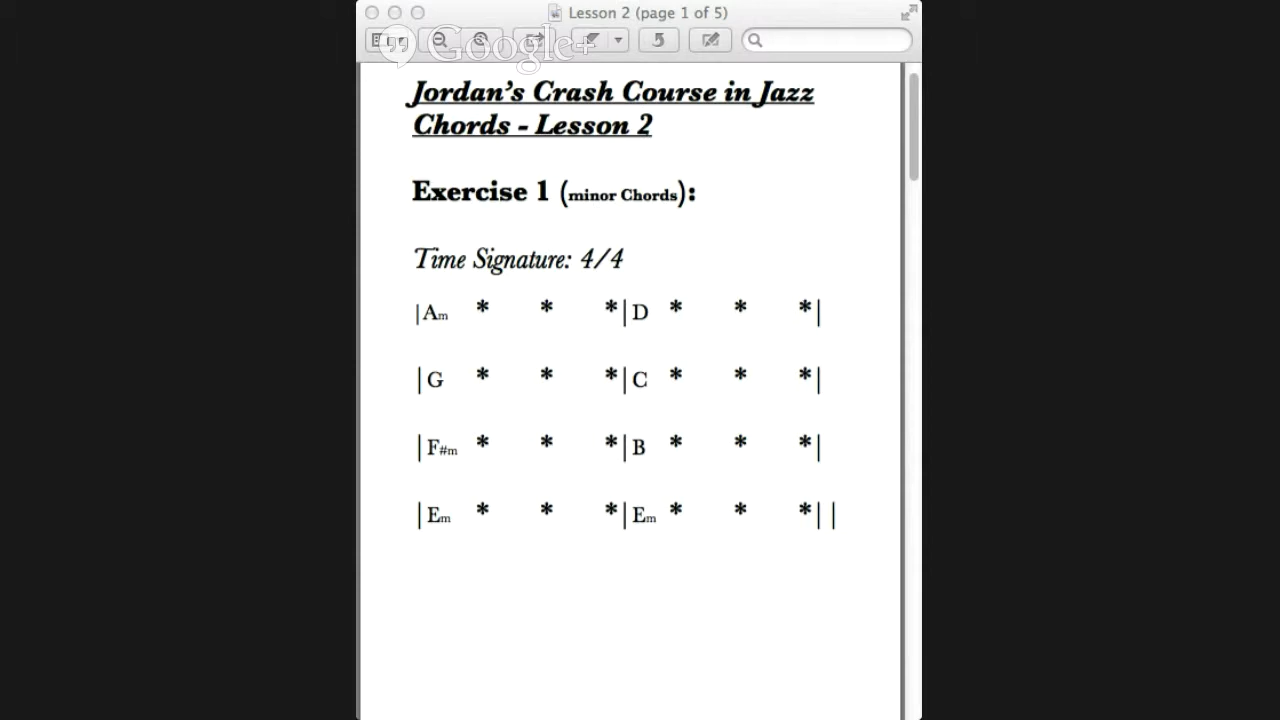 Lesson 2 (page 1 of 5)
Google+
Jordan’s Crash Course in Jazz
Chords - Lesson 2
Exercise 1 (minor Chords):
Time Signature: 4/4
|Am * * *|D * * *|
|G * * *|C * * *|
|F#m * * *|B * * *|
|Em * * *|Em * * *||